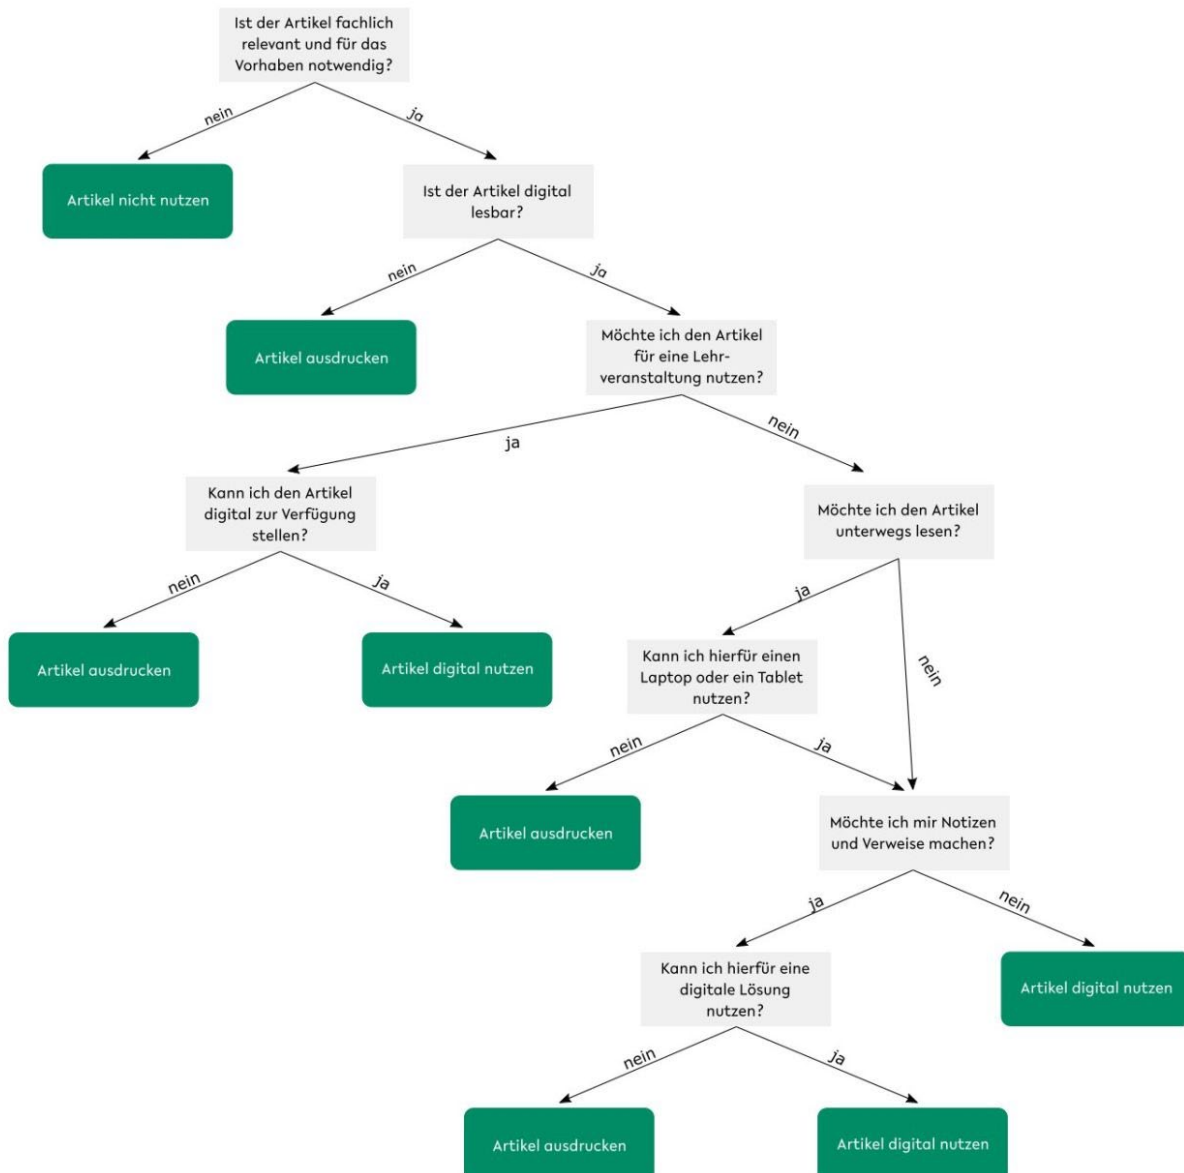 Ist der Artikel fachlich
relevant und für das
Vorhaben notwendig?
nein
ja
Artikel nicht nutzen
Ist der Artikel digital
lesbar?
nein
ja
Artikel ausdrucken
Möchte ich den Artikel
für eine Lehr-
veranstaltung nutzen?
ja
nein
Kann ich den Artikel
digital zur Verfügung
stellen?
Möchte ich den Artikel
unterwegs lesen?
nein
ja
ja
nein
Artikel ausdrucken
Artikel digital nutzen
Kann ich hierfür einen
Laptop oder ein Tablet
nutzen?
nein
ja
Artikel ausdrucken
Möchte ich mir Notizen
und Verweise machen?
ja
nein
Kann ich hierfür eine
digitale Lösung
nutzen?
Artikel digital nutzen
nein
ja
Artikel ausdrucken
Artikel digital nutzen